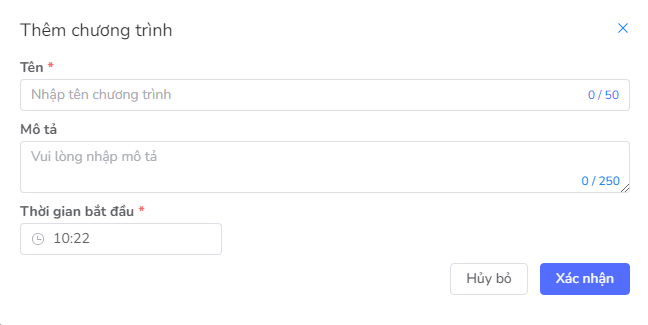 Thêm chương trình
Tên *
Nhập tên chương trình
0 / 50
Mô tả
Vui lòng nhập mô tả
0 / 250
Thời gian bắt đầu *
10:22
Hủy bỏ
Xác nhận